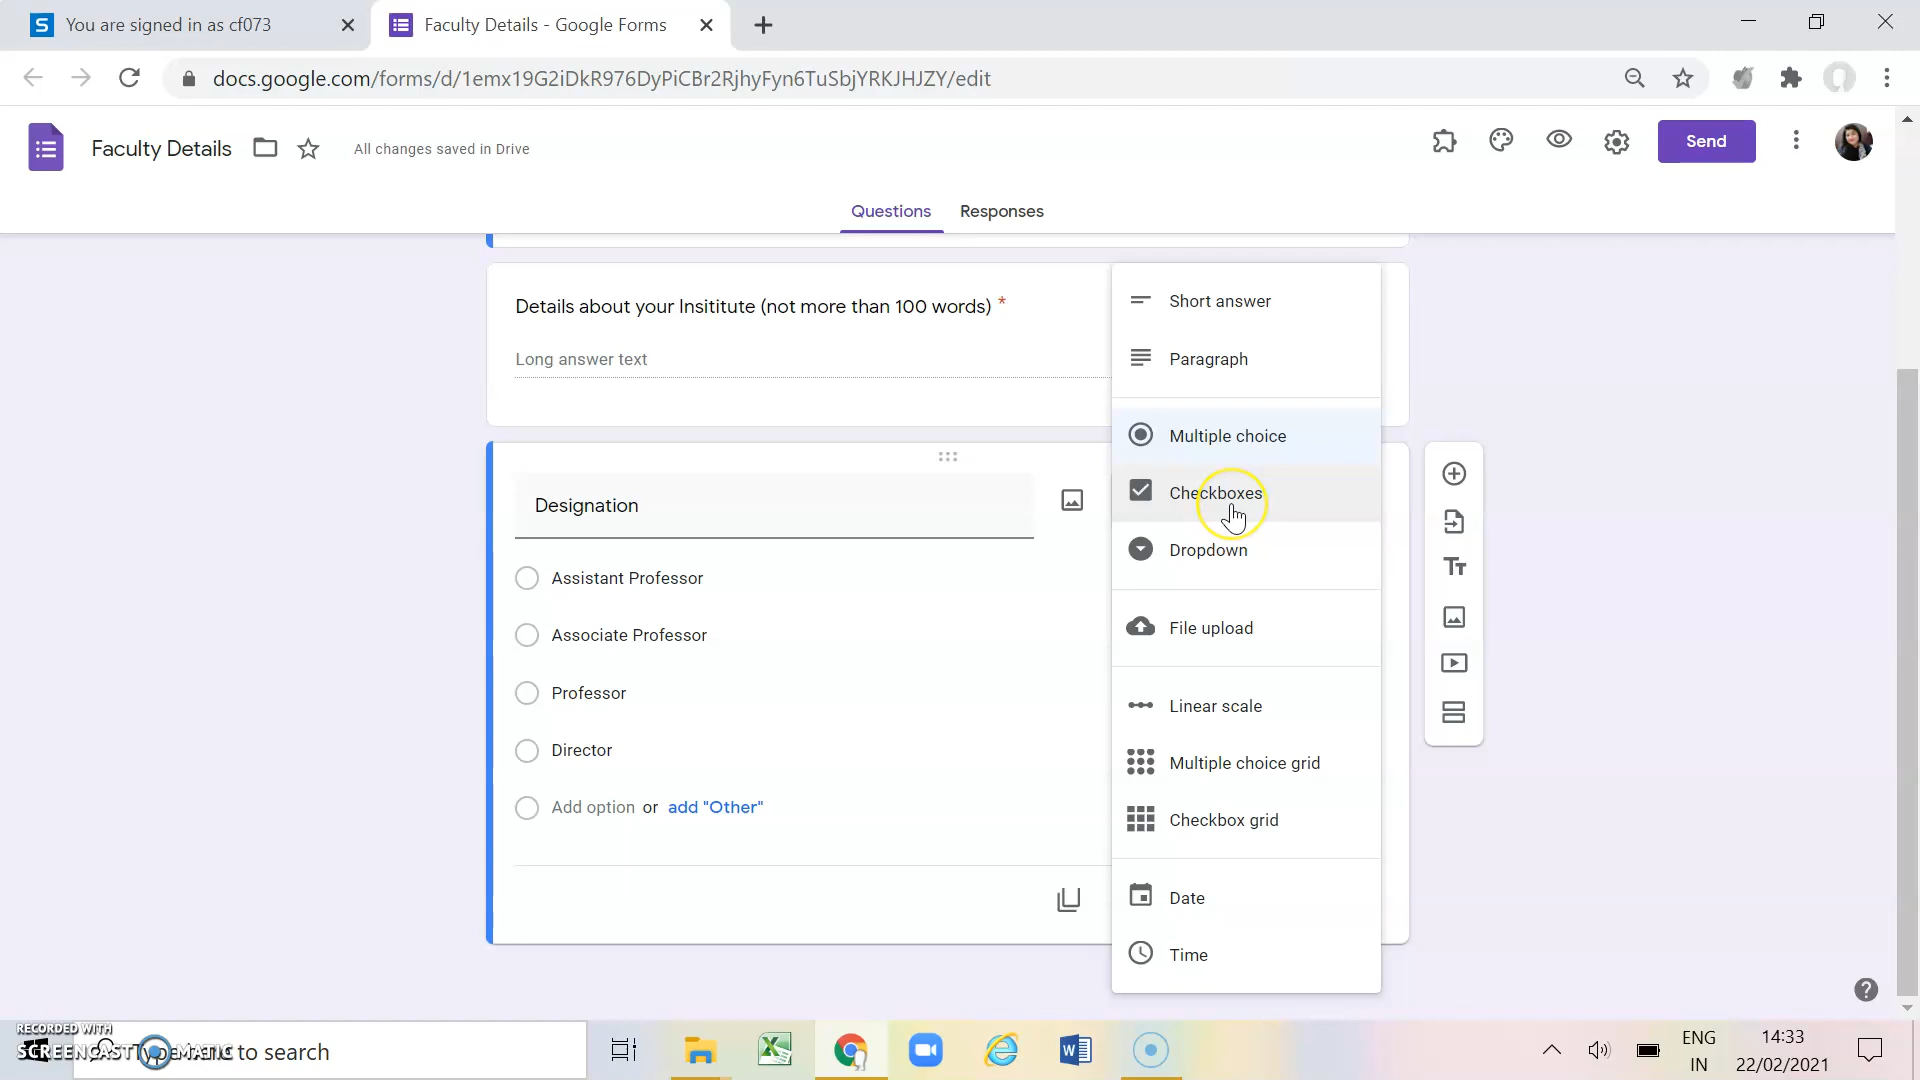 You are signed in as cf073
Faculty Details - Google Forms
docs.google.com/forms/d/1emx19G2iDkR976DyPiCBr2RjhyFyn6TuSbjYRKJHJZY/edit
Faculty Details
All changes saved in Drive
Send
Questions
Responses
Details about your Insititute (not more than 100 words) *
Long answer text
Designation
Assistant Professor
Associate Professor
Professor
Director
Add option or add "Other"
Short answer
Paragraph
Multiple choice
Checkboxes
Dropdown
File upload
Linear scale
Multiple choice grid
Checkbox grid
Date
Time
RECORDED WITH
SCREENCAST MATIC
Type here to search
ENG
IN
14:33
22/02/2021